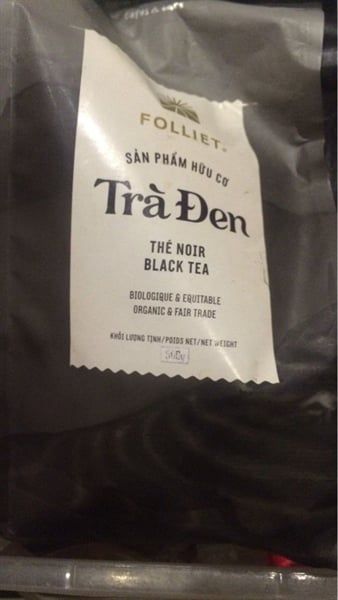 FOLLIET
SẢN PHẨM HỮU CƠ
Trà Đen
THÉ NOIR
BLACK TEA
BIOLOGIQUE & EQUITABLE
ORGANIC & FAIR TRADE
KHỐI LƯỢNG TỊNH/POIDS NET/NET WEIGHT